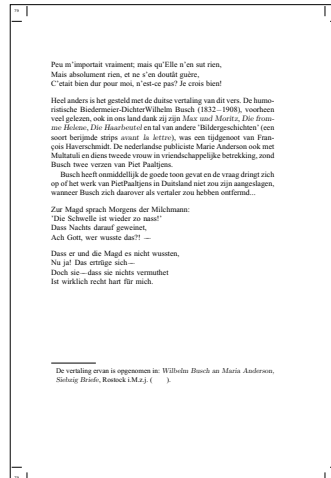 Peu m'importait vraiment; mais qu'Elle n'en sut rien,
Mais absolument rien, et ne s'en doutât guère,
C'etait bien dur pour moi, n'est-ce pas? Je crois bien!
Heel anders is het gesteld met de duitse vertaling van dit vers. De humo-
ristische Biedermeier-dichterWilhelm Busch (1832–1908), voorheen
veel gelezen, ook in ons land dank zij zijn Max und Moritz, Die from-
me Helene, Die Haarbeutel en tal van andere 'Bildergeschichten' (een
soort berijmde strips avant la lettre), was een tijdgenoot van Fran-
çois Haverschmidt. De nederlandse publiciste Marie Anderson ook met
Multatuli en diens tweede vrouw in vriendschappelijke betrekking, zond
Busch twee verzen van Piet Paaltjens.
Busch heeft onmiddellijk de goede toon gevat en de vraag dringt zich
op of het werk van PietPaaltjens in Duitsland niet zou zijn aangeslagen,
wanneer Busch zich daarover als vertaler zou hebben ontfermd...
Zur Magd sprach Morgens der Milchmann:
'Die Schwelle ist wieder zo nass!'
Dass Nachts darauf geweinet,
Ach Gott, wer wusste das?! —
Dass er und die Magd es nicht wussten,
Nu ja! Das ertrüge sich—
Doch sie—dass sie nichts vermuthet
Ist wirklich recht hart für mich.
De vertaling ervan is opgenomen in: Wilhelm Busch an Maria Anderson,
Siebzig Briefe, Rostock i.M.z.j. ( ).